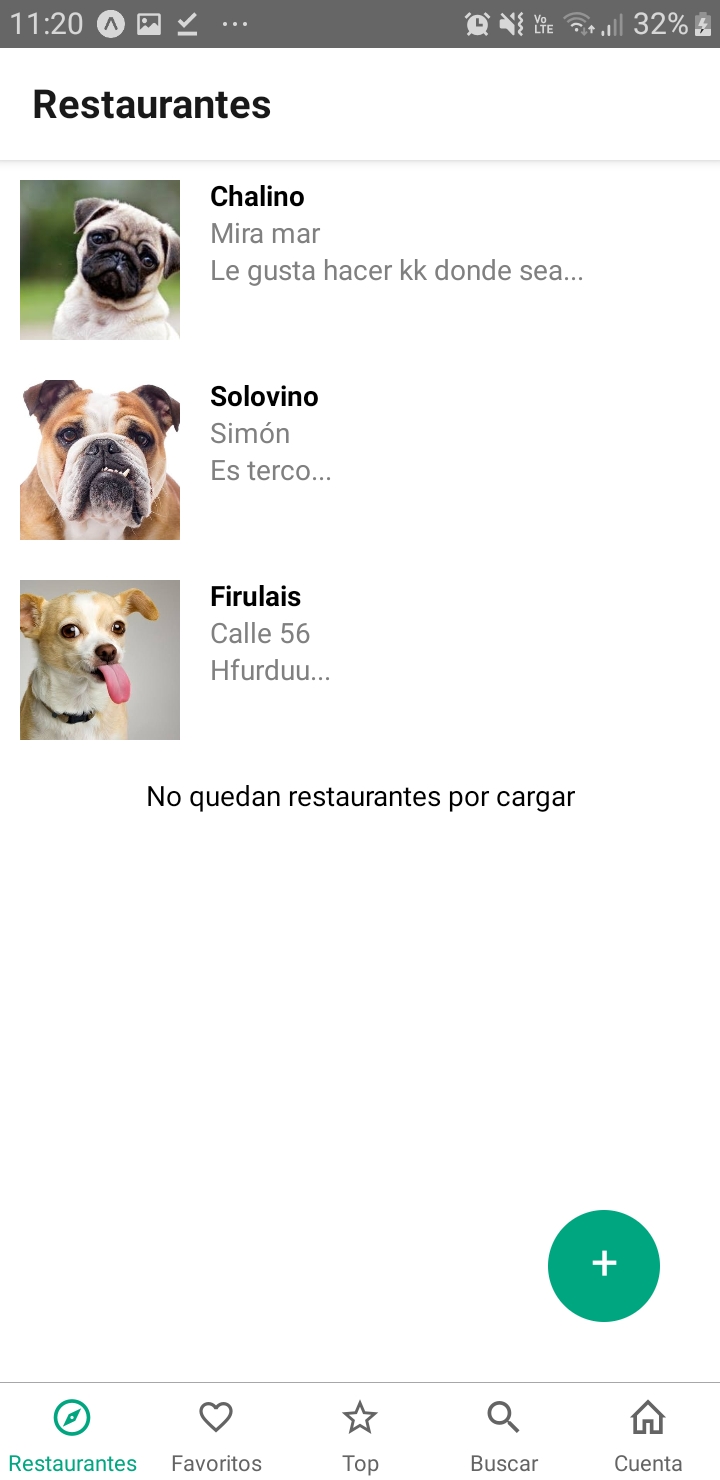 11:20
Vo LTE 32%
Restaurantes
Chalino
Mira mar
Le gusta hacer kk donde sea...
Solovino
Simón
Es terco...
Firulais
Calle 56
Hfurduu...
No quedan restaurantes por cargar
+
Restaurantes Favoritos Top Buscar Cuenta